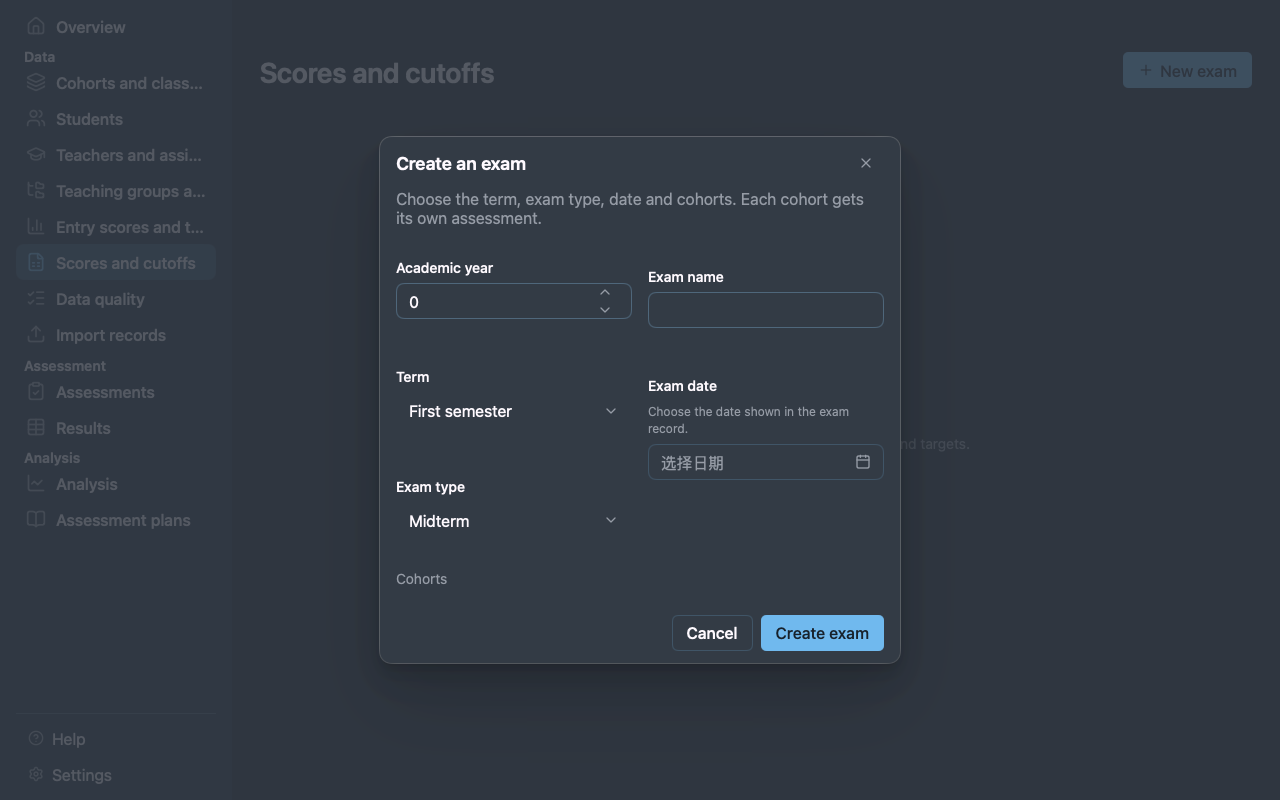 Overview
Data
Cohorts and class...
Students
Teachers and assi...
Teaching groups a...
Entry scores and t...
Scores and cutoffs
Data quality
Import records
Assessment
Assessments
Results
Analysis
Analysis
Assessment plans
Help
Settings
Scores and cutoffs
+ New exam
nd targets.
Create an exam
Choose the term, exam type, date and cohorts. Each cohort gets
its own assessment.
Academic year
0
Exam name
Term
First semester
Exam date
Choose the date shown in the exam
record.
选择日期
Exam type
Midterm
Cohorts
Cancel
Create exam